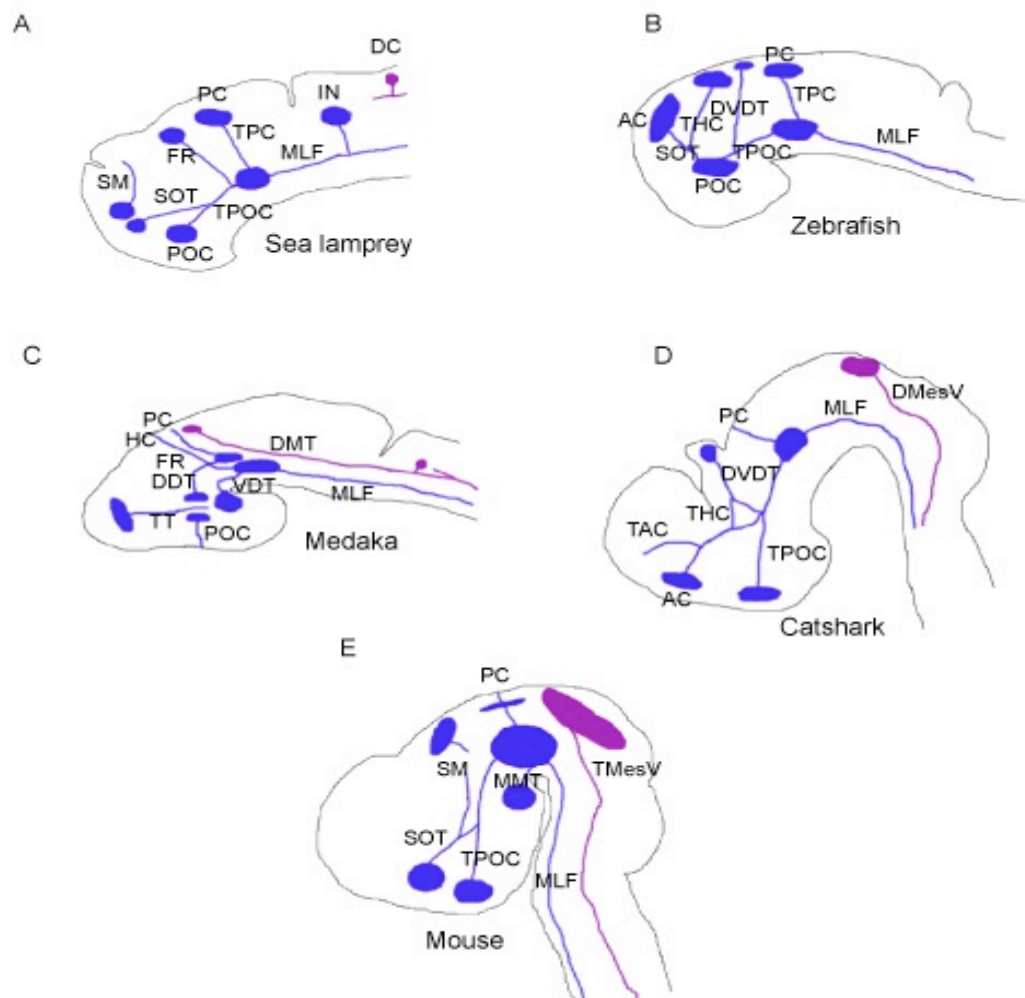 A
DC
PC
IN
TPC
FR
MLF
SM
SOT
TPOC
POC
Sea lamprey
B
PC
TPC
AC
THC
DVDT
MLF
SOT
TPOC
POC
Zebrafish
C
PC
HC
DMT
FR
DDT
VDT
MLF
TT
POC
Medaka
D
DMesV
PC
MLF
DVDT
THC
TAC
TPOC
AC
Catshark
E
PC
SM
MMT
TMesV
SOT
TPOC
MLF
Mouse